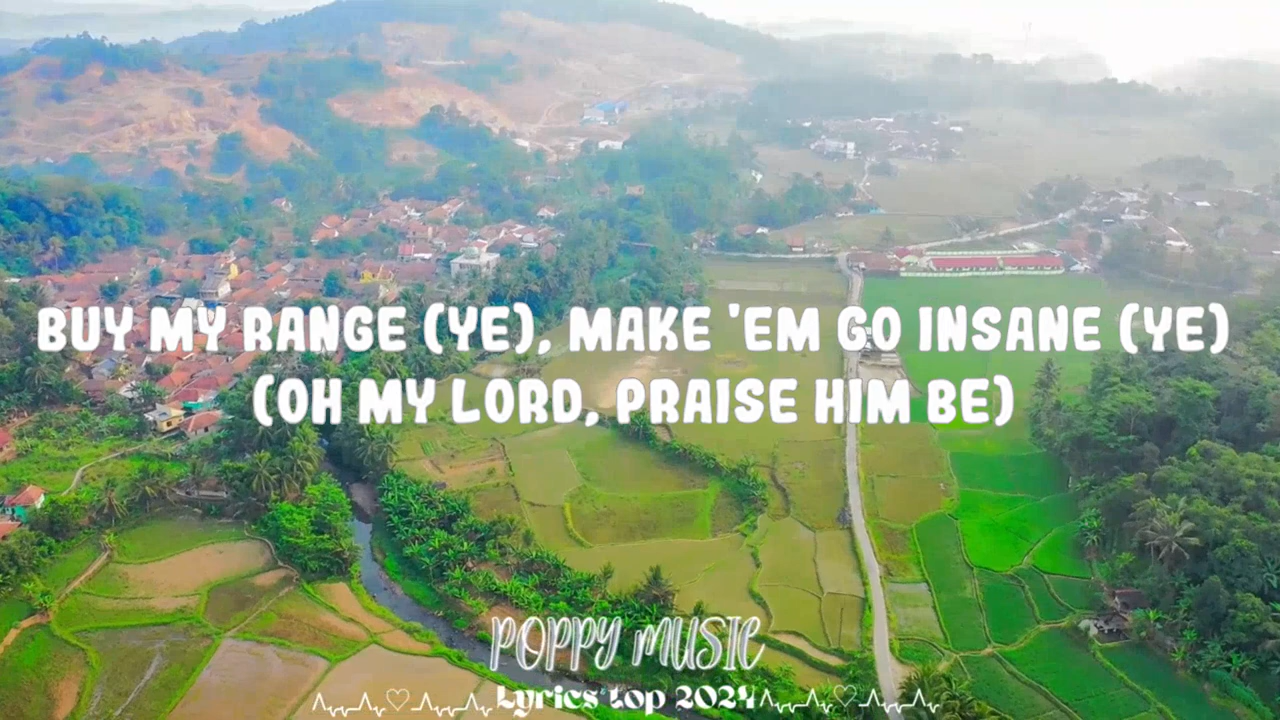 BUY MY RANGE (YE), MAKE 'EM GO INSANE (YE)
(OH MY LORD, PRAISE HIM BE)
POPPY MUSIC
Lyrics top 2024